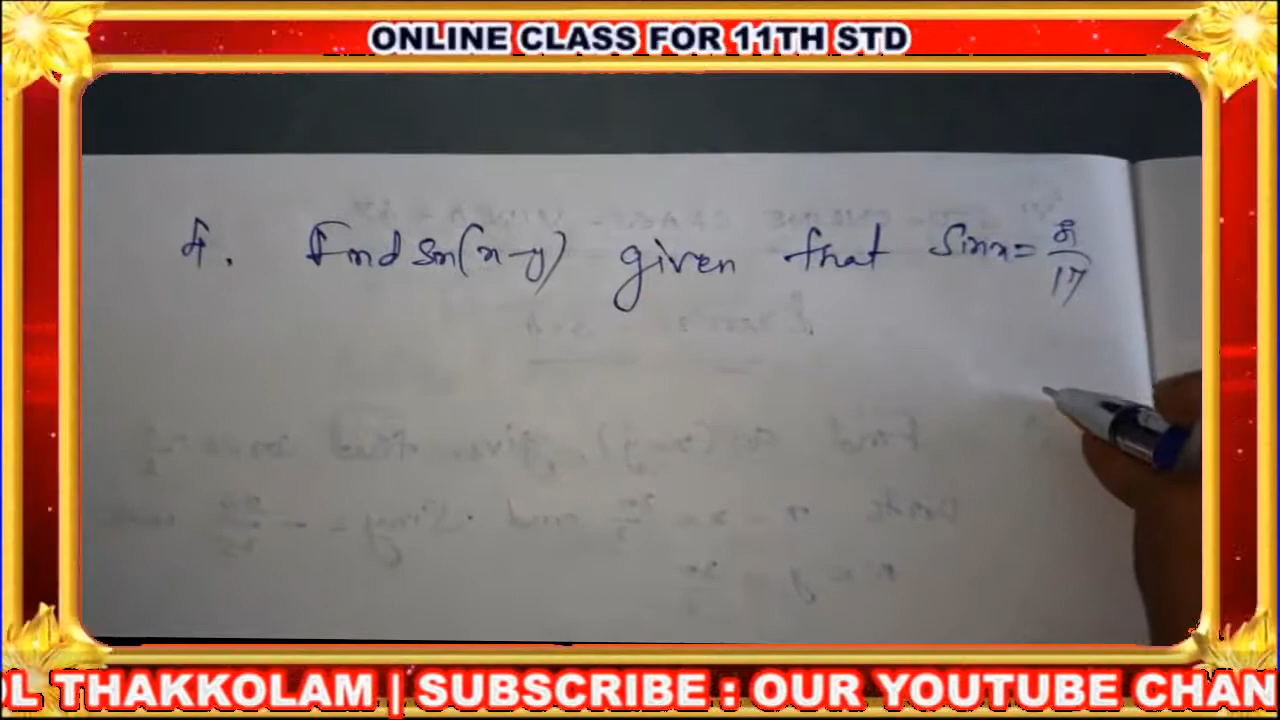 ONLINE CLASS FOR 11TH STD
4. Find sin(x-y) given that Sinx = 8/17
L THAKKOLAM | SUBSCRIBE : OUR YOUTUBE CHAN